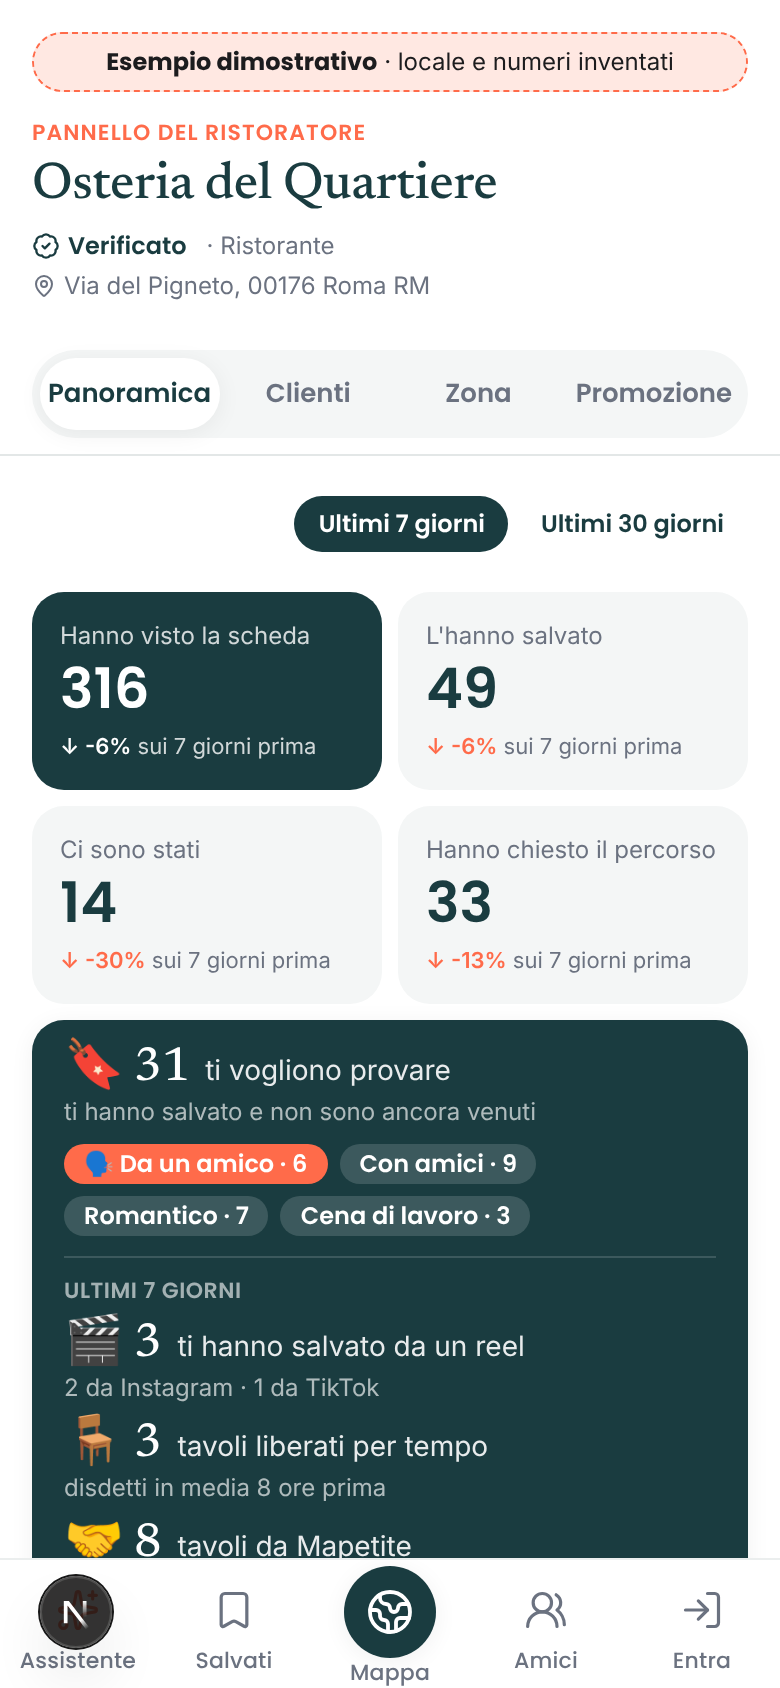 Esempio dimostrativo · locale e numeri inventati
PANNELLO DEL RISTORATORE
Osteria del Quartiere
Verificato · Ristorante
Via del Pigneto, 00176 Roma RM
Panoramica Clienti Zona Promozione
Ultimi 7 giorni Ultimi 30 giorni
Hanno visto la scheda
316
↓ -6% sui 7 giorni prima
L'hanno salvato
49
↓ -6% sui 7 giorni prima
Ci sono stati
14
↓ -30% sui 7 giorni prima
Hanno chiesto il percorso
33
↓ -13% sui 7 giorni prima
31 ti vogliono provare
ti hanno salvato e non sono ancora venuti
Da un amico · 6 Con amici · 9
Romantico · 7 Cena di lavoro · 3
ULTIMI 7 GIORNI
3 ti hanno salvato da un reel
2 da Instagram · 1 da TikTok
3 tavoli liberati per tempo
disdetti in media 8 ore prima
8 tavoli da Mapetite
N
Assistente Salvati Mappa Amici Entra